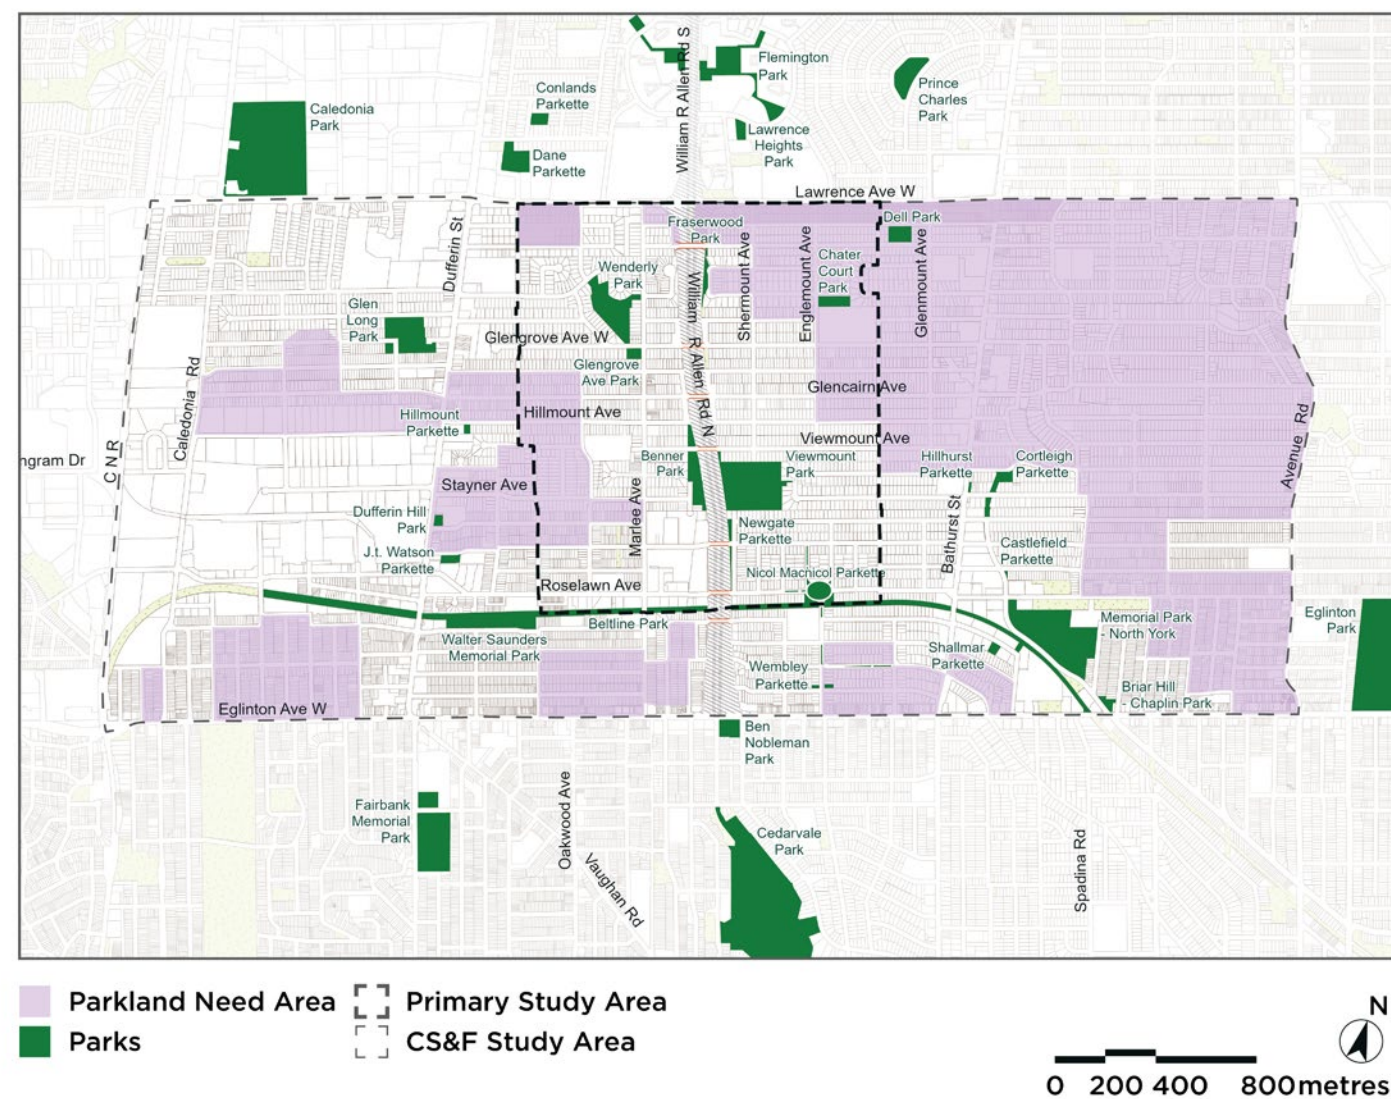 William R Allen Rd S
Flemington
Park
Prince
Charles
Park
Conlands
Parkette
Caledonia
Park
Lawrence
Heights
Park
Dane
Parkette
Lawrence Ave W
Dell Park
Fraserwood
Park
Dufferin St
Shermount Ave
Englemount Ave
Glenmount Ave
Chater
Court
Park
Wenderly
Park
William R Allen Rd N
Glen
Long
Park
Glengrove Ave W
Glengrove
Ave Park
Caledonia Rd
Glencairn Ave
Hillmount
Parkette
Hillmount Ave
Avenue Rd
Viewmount Ave
CNR
ngram Dr
Benner
Park
Viewmount
Park
Hillhurst
Parkette
Cortleigh
Parkette
Stayner Ave
Marlee Ave
Bathurst St
Dufferin Hill
Park
Newgate
Parkette
Castlefield
Parkette
J.t. Watson
Parkette
Nicol Macnicol Parkette
Roselawn Ave
Beltline Park
Walter Saunders
Memorial Park
Memorial Park
- North York
Eglinton
Park
Shallmar
Parkette
Wembley
Parkette
Briar Hill
- Chaplin Park
Eglinton Ave W
Ben
Nobleman
Park
Fairbank
Memorial
Park
Oakwood Ave
Vaughan Rd
Cedarvale
Park
Spadina Rd
Parkland Need Area
Primary Study Area
Parks
CS&F Study Area
N
0 200 400 800metres